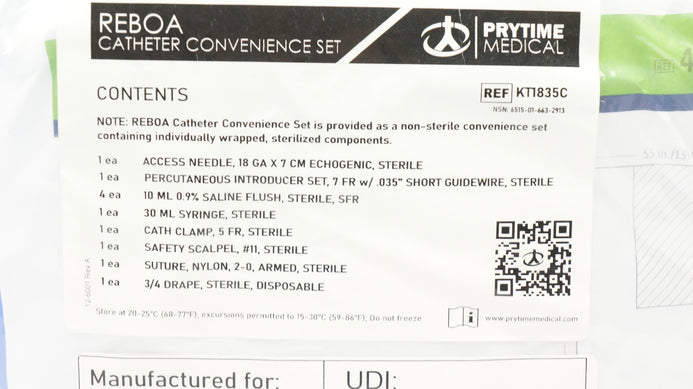 REBOA
CATHETER CONVENIENCE SET
PRYTIME
MEDICAL
CONTENTS
REF KT1835C
NSN: 6515-01-663-2913
NOTE: REBOA Catheter Convenience Set is provided as a non-sterile convenience set
containing individually wrapped, sterilized components.
1 ea ACCESS NEEDLE, 18 GA X 7 CM ECHOGENIC, STERILE
1 ea PERCUTANEOUS INTRODUCER SET, 7 FR w/ .035" SHORT GUIDEWIRE, STERILE
4 ea 10 ML 0.9% SALINE FLUSH, STERILE, SFR
1 ea 30 ML SYRINGE, STERILE
1 ea CATH CLAMP, 5 FR, STERILE
1 ea SAFETY SCALPEL, #11, STERILE
1 ea SUTURE, NYLON, 2-0, ARMED, STERILE
1 ea 3/4 DRAPE, STERILE, DISPOSABLE
Store at 20-25°C (68-77°F); excursions permitted to 15-30°C (59-86°F); Do not freeze
www.prytimemedical.com
Manufactured for:
UDI:
REF 4